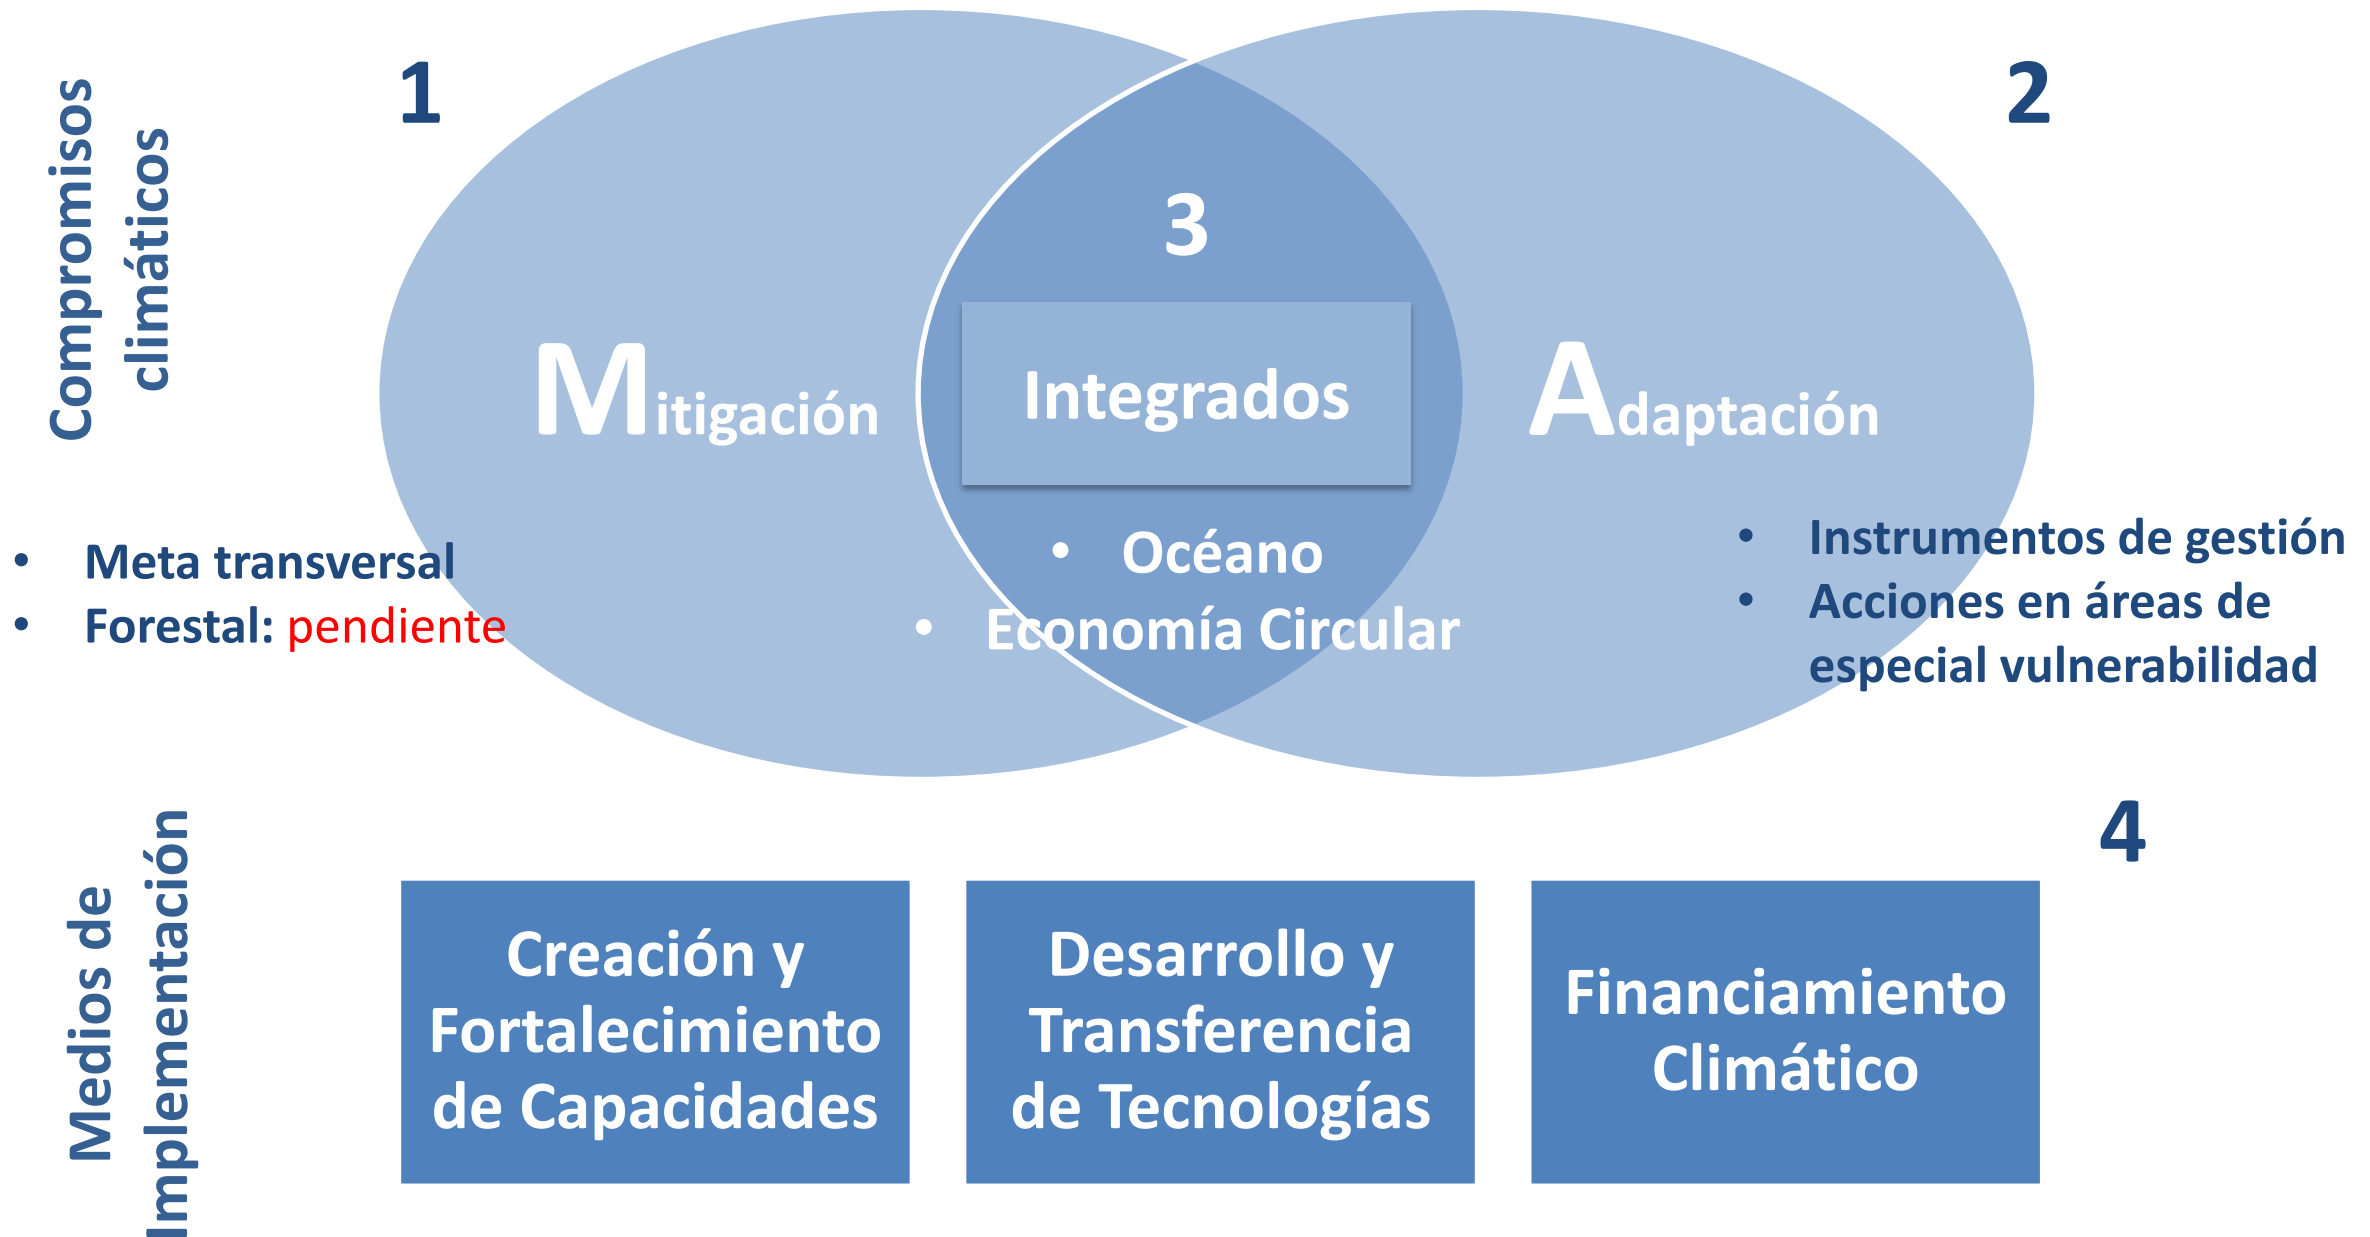 Compromisos
climáticos
1
2
3
Mitigación
Integrados
Adaptación
• Meta transversal
• Forestal: pendiente
• Océano
• Economía Circular
• Instrumentos de gestión
• Acciones en áreas de
especial vulnerabilidad
Medios de
Implementación
4
Creación y
Fortalecimiento
de Capacidades
Desarrollo y
Transferencia
de Tecnologías
Financiamiento
Climático